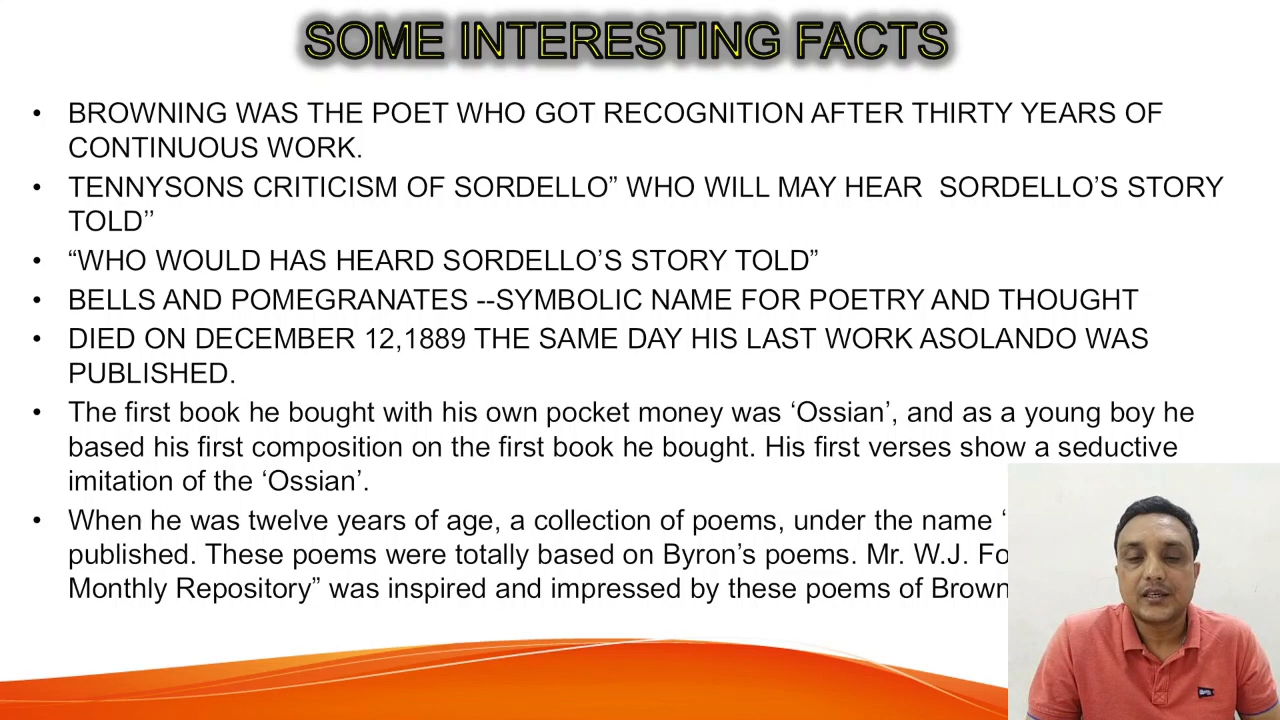 SOME INTERESTING FACTS
• BROWNING WAS THE POET WHO GOT RECOGNITION AFTER THIRTY YEARS OF
CONTINUOUS WORK.
• TENNYSONS CRITICISM OF SORDELLO” WHO WILL MAY HEAR SORDELLO’S STORY
TOLD’’
• “WHO WOULD HAS HEARD SORDELLO’S STORY TOLD”
• BELLS AND POMEGRANATES --SYMBOLIC NAME FOR POETRY AND THOUGHT
• DIED ON DECEMBER 12,1889 THE SAME DAY HIS LAST WORK ASOLANDO WAS
PUBLISHED.
• The first book he bought with his own pocket money was ‘Ossian’, and as a young boy he
based his first composition on the first book he bought. His first verses show a seductive
imitation of the ‘Ossian’.
• When he was twelve years of age, a collection of poems, under the name ‘
published. These poems were totally based on Byron’s poems. Mr. W.J.
Monthly Repository” was inspired and impressed by these poems of